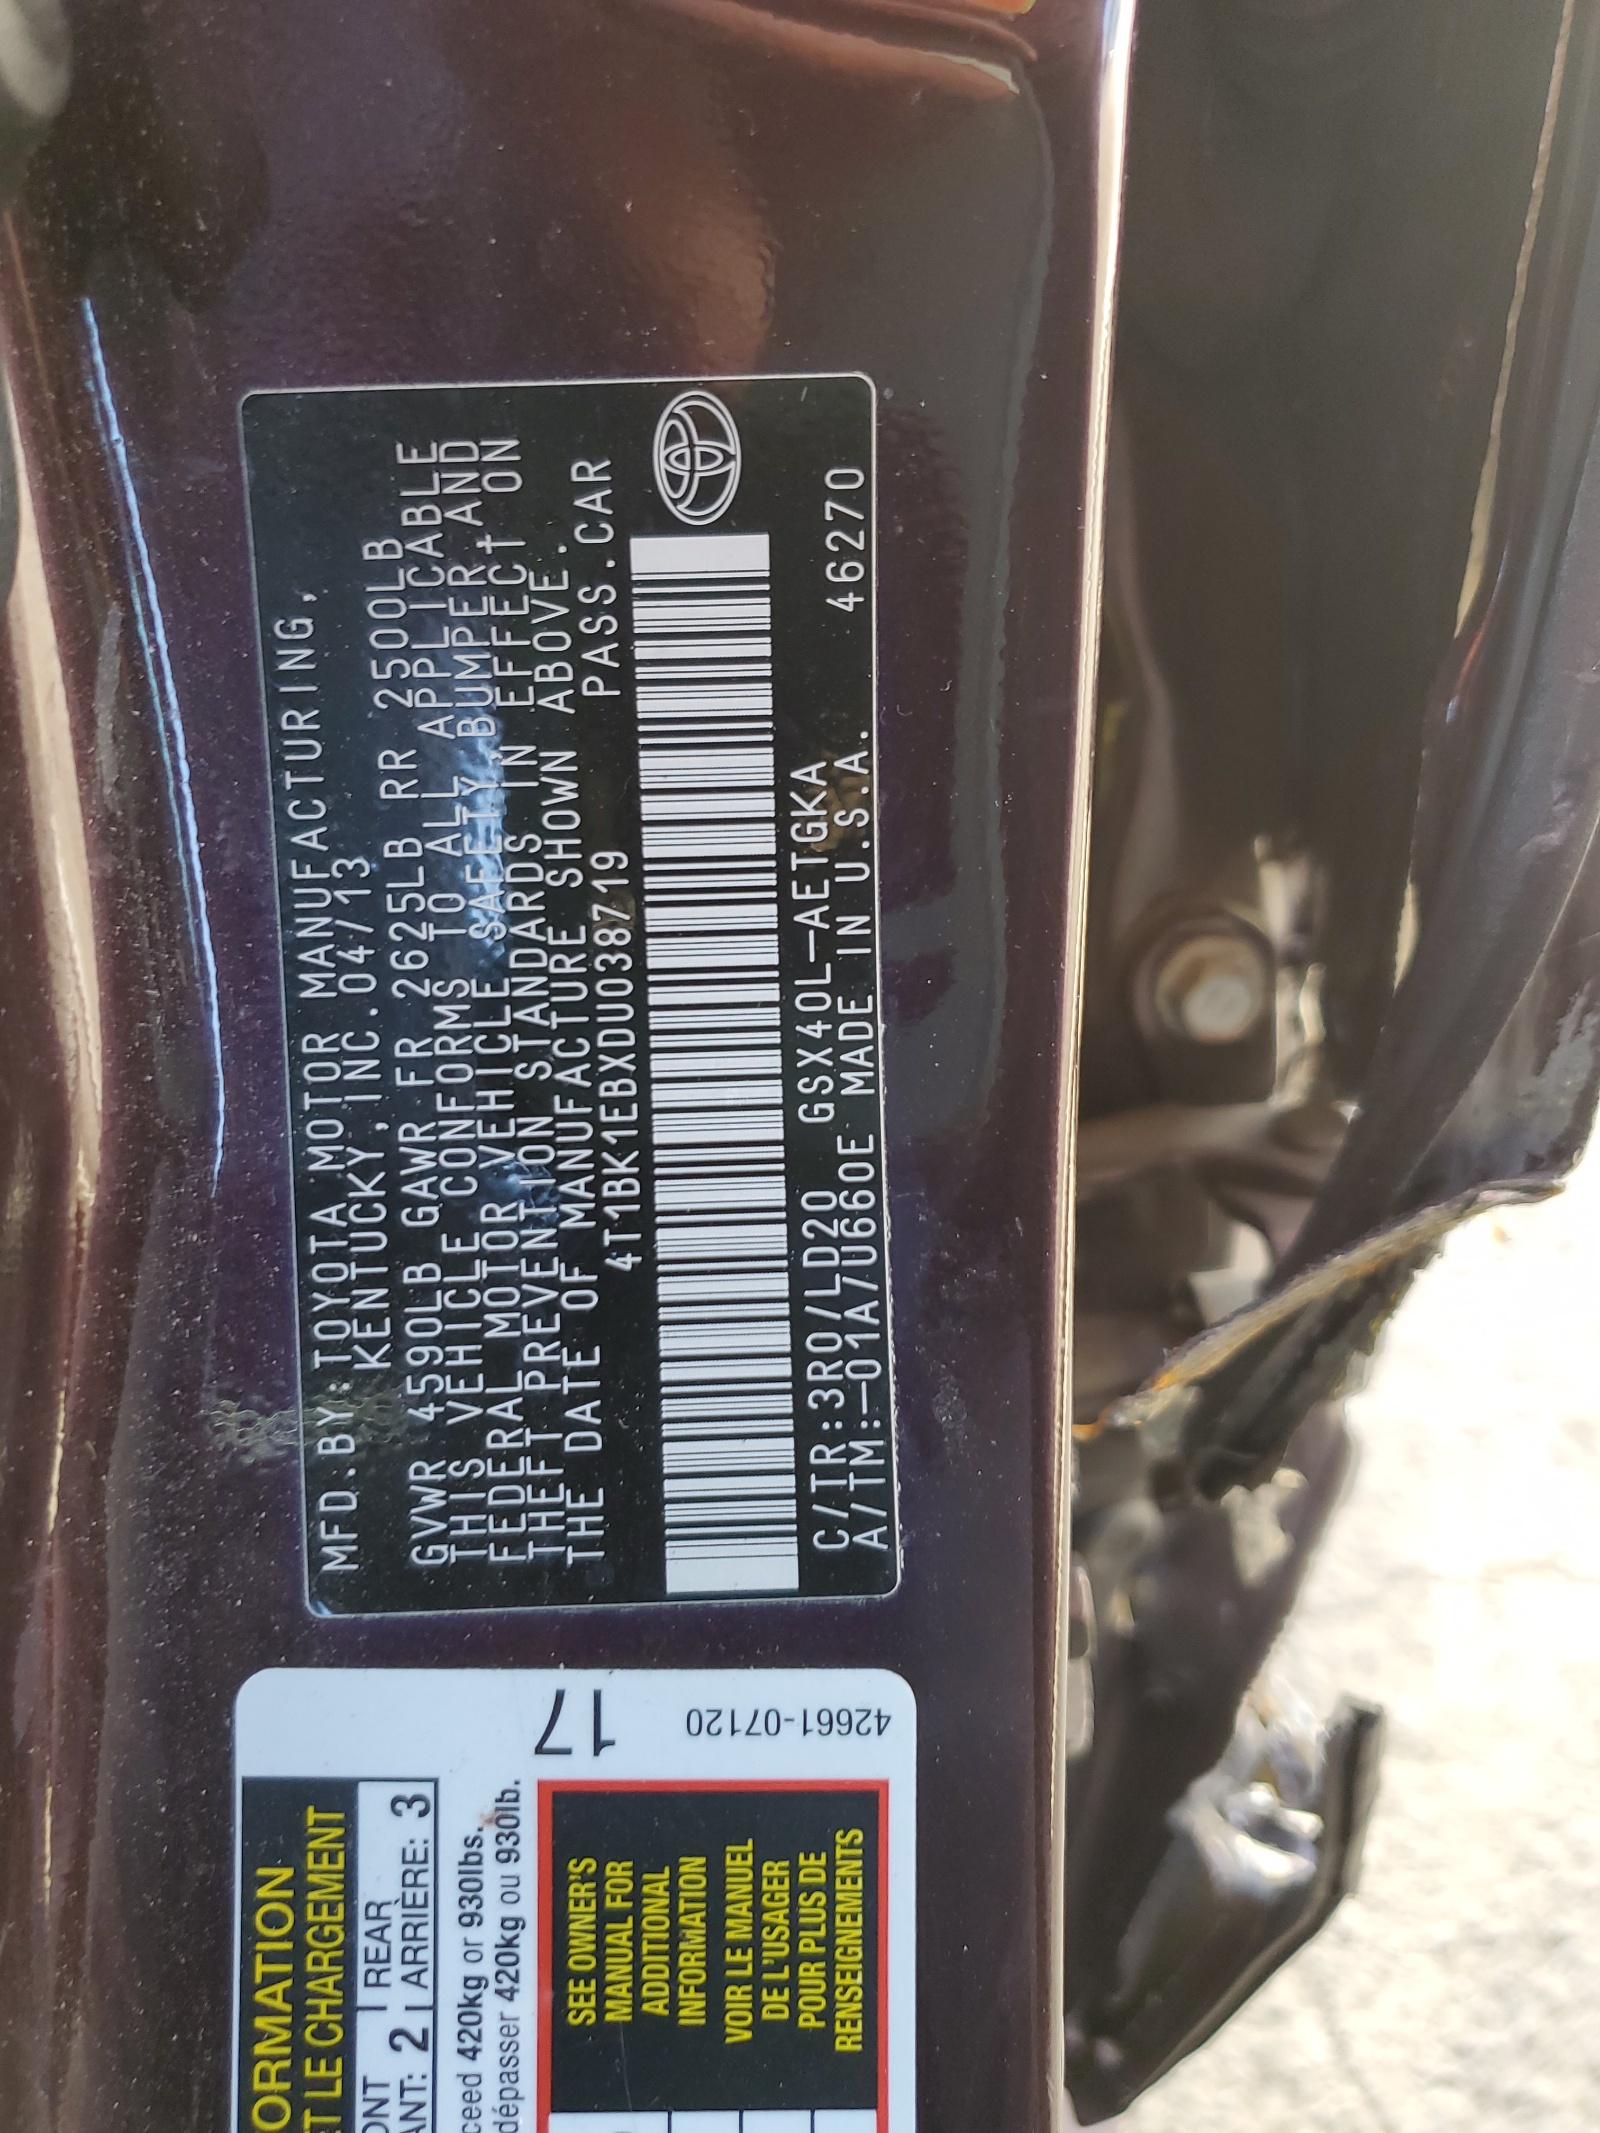 MFD.BY:TOYOTA MOTOR MANUFACTURING,
KENTUCKY,INC.04/13
GVWR 4590LB GAWR FR 2625LB RR 2500LB
THIS VEHICLE CONFORMS TO ALL APPLICABLE
FEDERAL MOTOR VEHICLE SAFETY,BUMPER,AND
THEFT PREVENTION STANDARDS IN EFFECT ON
THE DATE OF MANUFACTURE SHOWN ABOVE.
4T1BK1EBXDU038719 PASS.CAR
C/TR:3R0/LD20 GSX40L-AETGKA 46270
A/TM:-01A/U660E MADE IN U.S.A.
17
42661-07120
ORMATION
ET LE CHARGEMENT
ONT REAR
ANT: 2 ARRIÈRE: 3
ceed 420kg or 930lbs.
dépasser 420kg ou 930lb.
SEE OWNER'S
MANUAL FOR
ADDITIONAL
INFORMATION
VOIR LE MANUEL
DE L'USAGER
POUR PLUS DE
RENSEIGNEMENTS